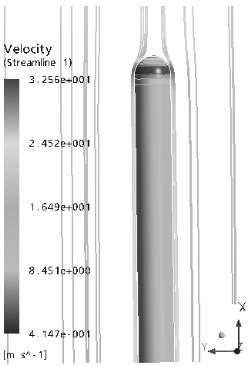 Velocity
(Streamline 1)
3.256e+001
2.452e+001
1.649e+001
8.451e+000
4.147e-001
[m s^-1]
X
Y
Z